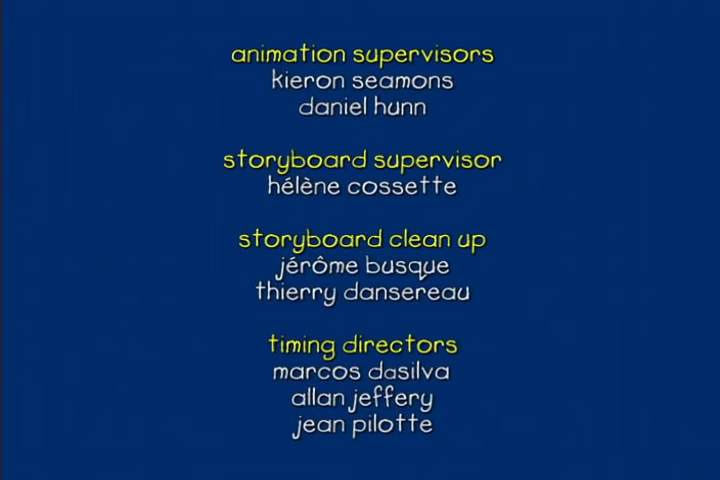 animation supervisors
kieron seamons
daniel hunn
storyboard supervisor
hélène cossette
storyboard clean up
jérôme busque
thierry dansereau
timing directors
marcos dasilva
allan jeffery
jean pilotte